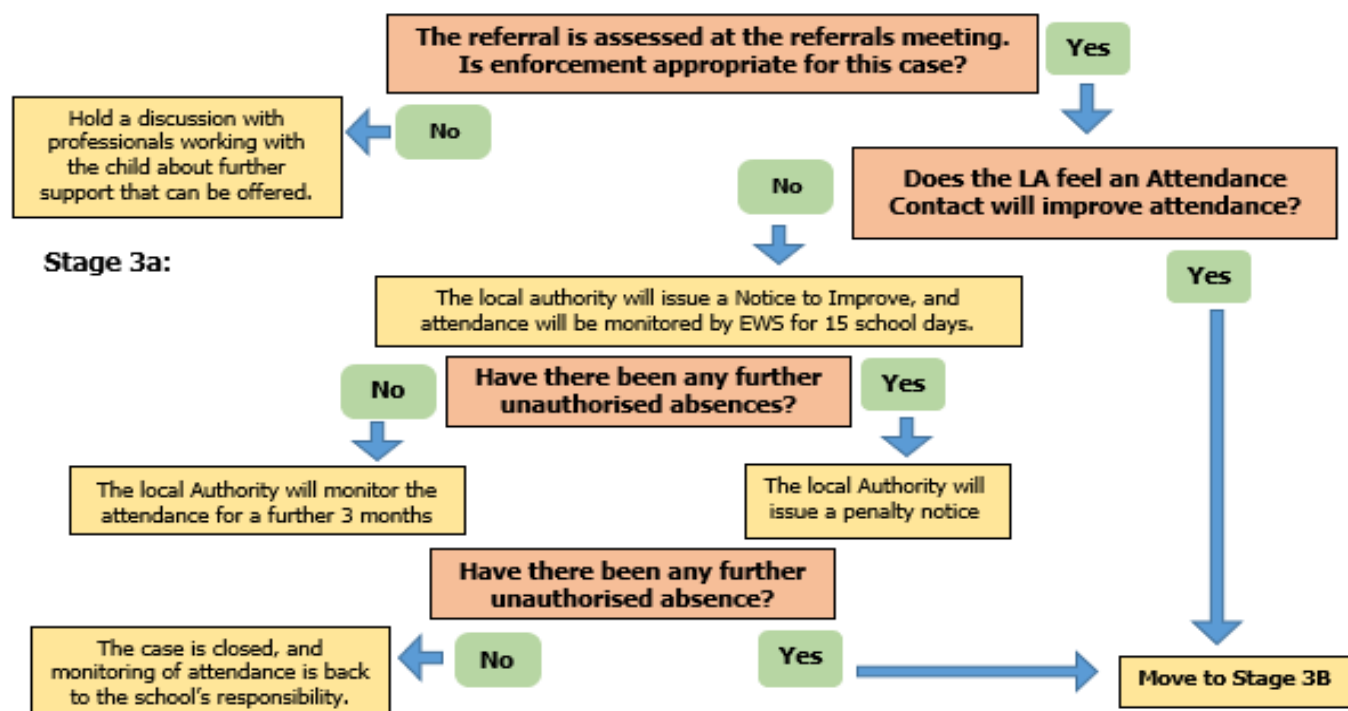 The referral is assessed at the referrals meeting.
Is enforcement appropriate for this case?
Yes
Hold a discussion with
professionals working with
the child about further
support that can be offered.
No
No
Does the LA feel an Attendance
Contact will improve attendance?
Stage 3a:
Yes
The local authority will issue a Notice to Improve, and
attendance will be monitored by EWS for 15 school days.
No
Have there been any further
unauthorised absences?
Yes
The local Authority will monitor the
attendance for a further 3 months
The local Authority will
issue a penalty notice
Have there been any further
unauthorised absence?
The case is closed, and
monitoring of attendance is back
to the school's responsibility.
No
Yes
Move to Stage 3B